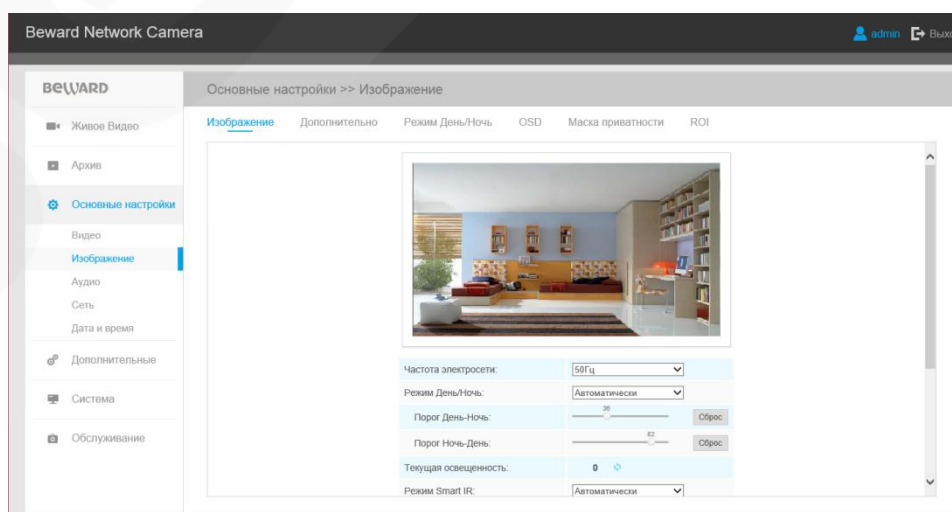 Beward Network Camera
admin
BEWARD
Основные настройки >> Изображение
Живое Видео
Архив
Основные настройки
Видео
Изображение
Аудио
Сеть
Дата и время
Дополнительные
Система
Обслуживание
Изображение Дополнительно Режим День/Ночь OSD Маска приватности ROI
Частота электросети: 50Гц
Режим День/Ночь: Автоматически
Порог День-Ночь: 36 Сброс
Порог Ночь-День: 82 Сброс
Текущая освещенность: 0
Режим Smart IR: Автоматически